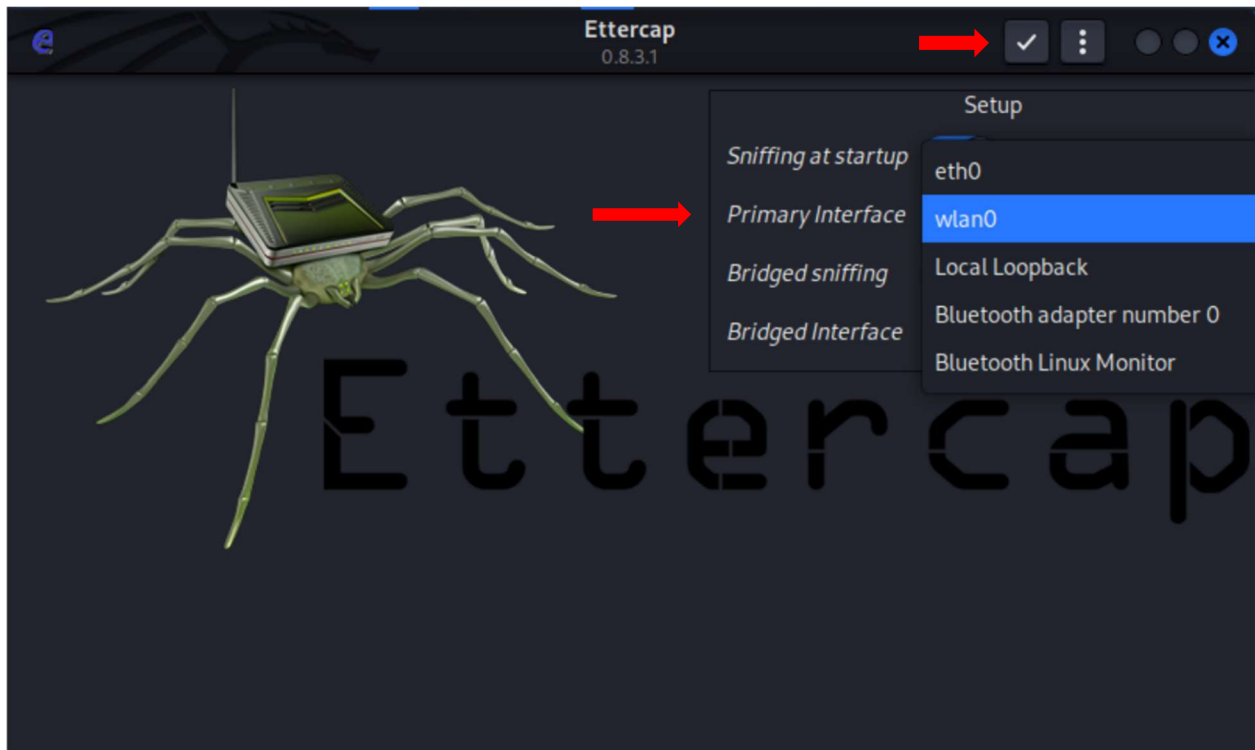 Ettercap
0.8.3.1
Setup
Sniffing at startup
eth0
Primary Interface
wlan0
Bridged sniffing
Local Loopback
Bluetooth adapter number 0
Bridged Interface
Bluetooth Linux Monitor
Ettercap